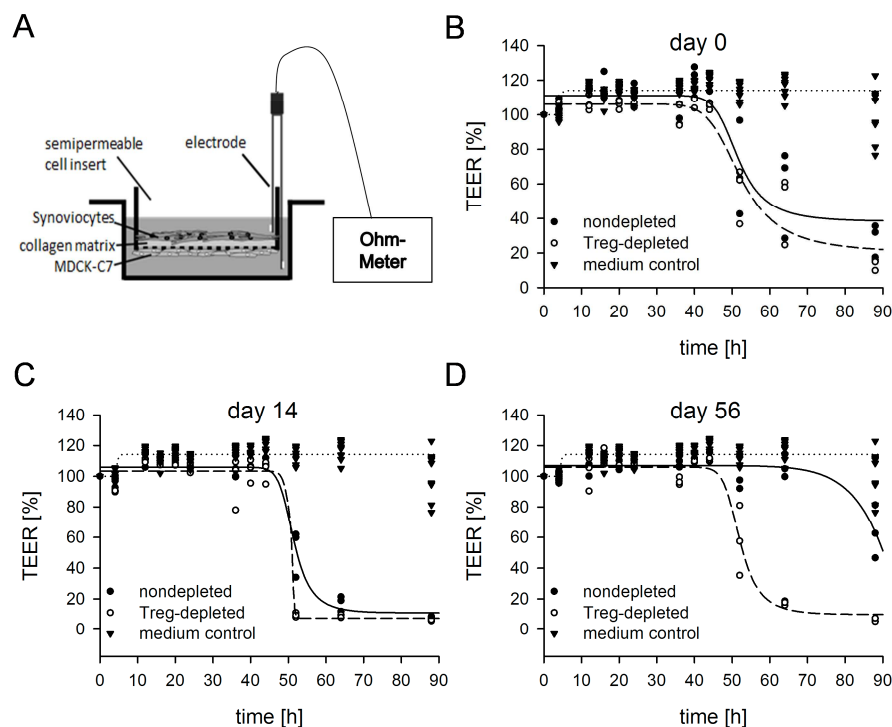 A
semipermeable
cell insert
electrode
Synoviocytes
collagen matrix
MDCK-C7
Ohm-
Meter
B
day 0
TEER [%]
140
120
100
80
60
40
20
0
nondepleted
Treg-depleted
medium control
0 10 20 30 40 50 60 70 80 90
time [h]
C
day 14
TEER [%]
140
120
100
80
60
40
20
0
nondepleted
Treg-depleted
medium control
0 10 20 30 40 50 60 70 80 90
time [h]
D
day 56
TEER [%]
140
120
100
80
60
40
20
0
nondepleted
Treg-depleted
medium control
0 10 20 30 40 50 60 70 80 90
time [h]